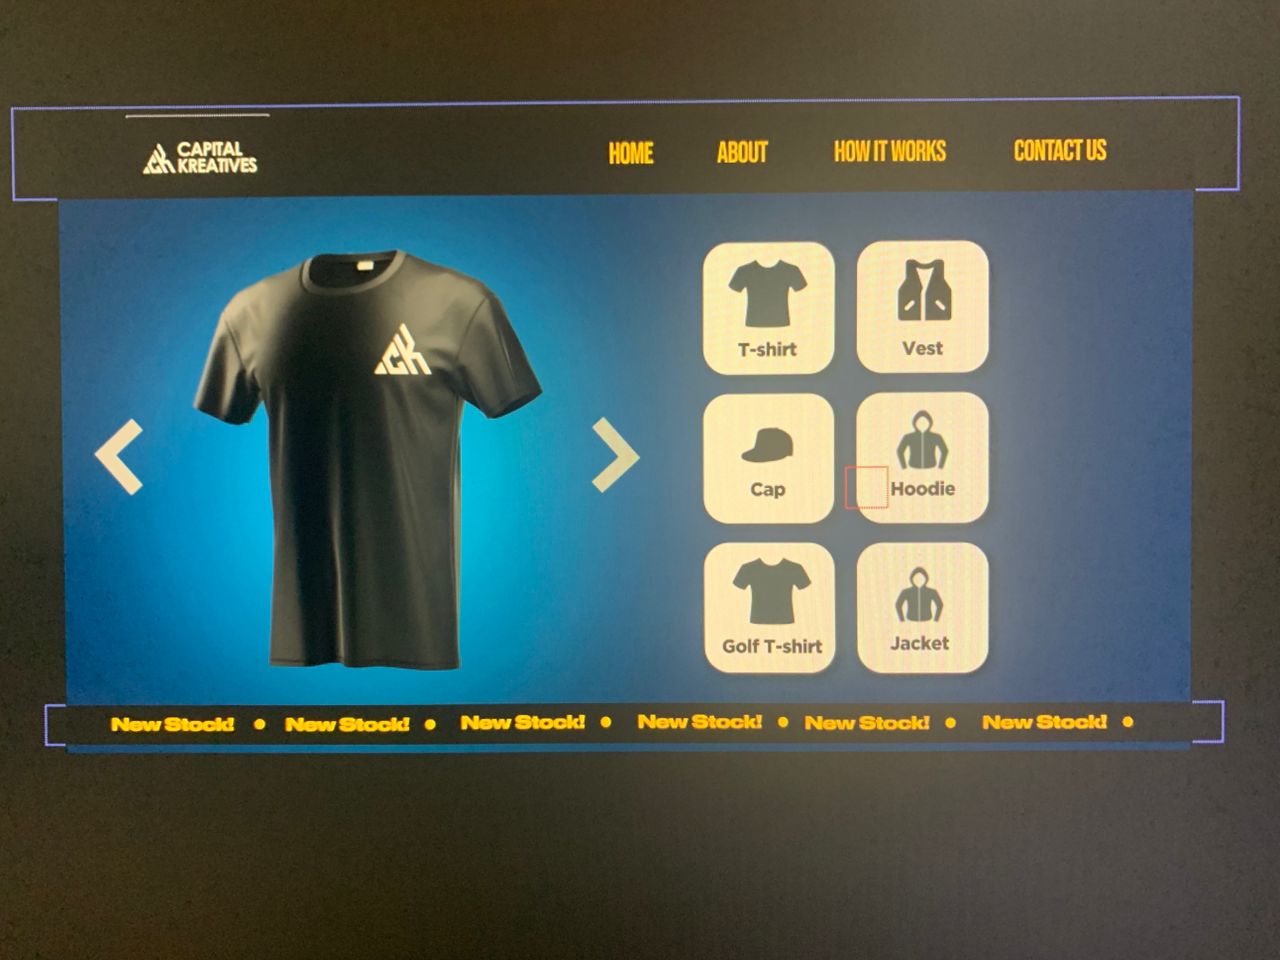 CAPITAL
KREATIVES
HOME ABOUT HOW IT WORKS CONTACT US
CK
T-shirt Vest
Cap Hoodie
Golf T-shirt Jacket
New Stock! • New Stock! • New Stock! • New Stock! • New Stock! • New Stock! •